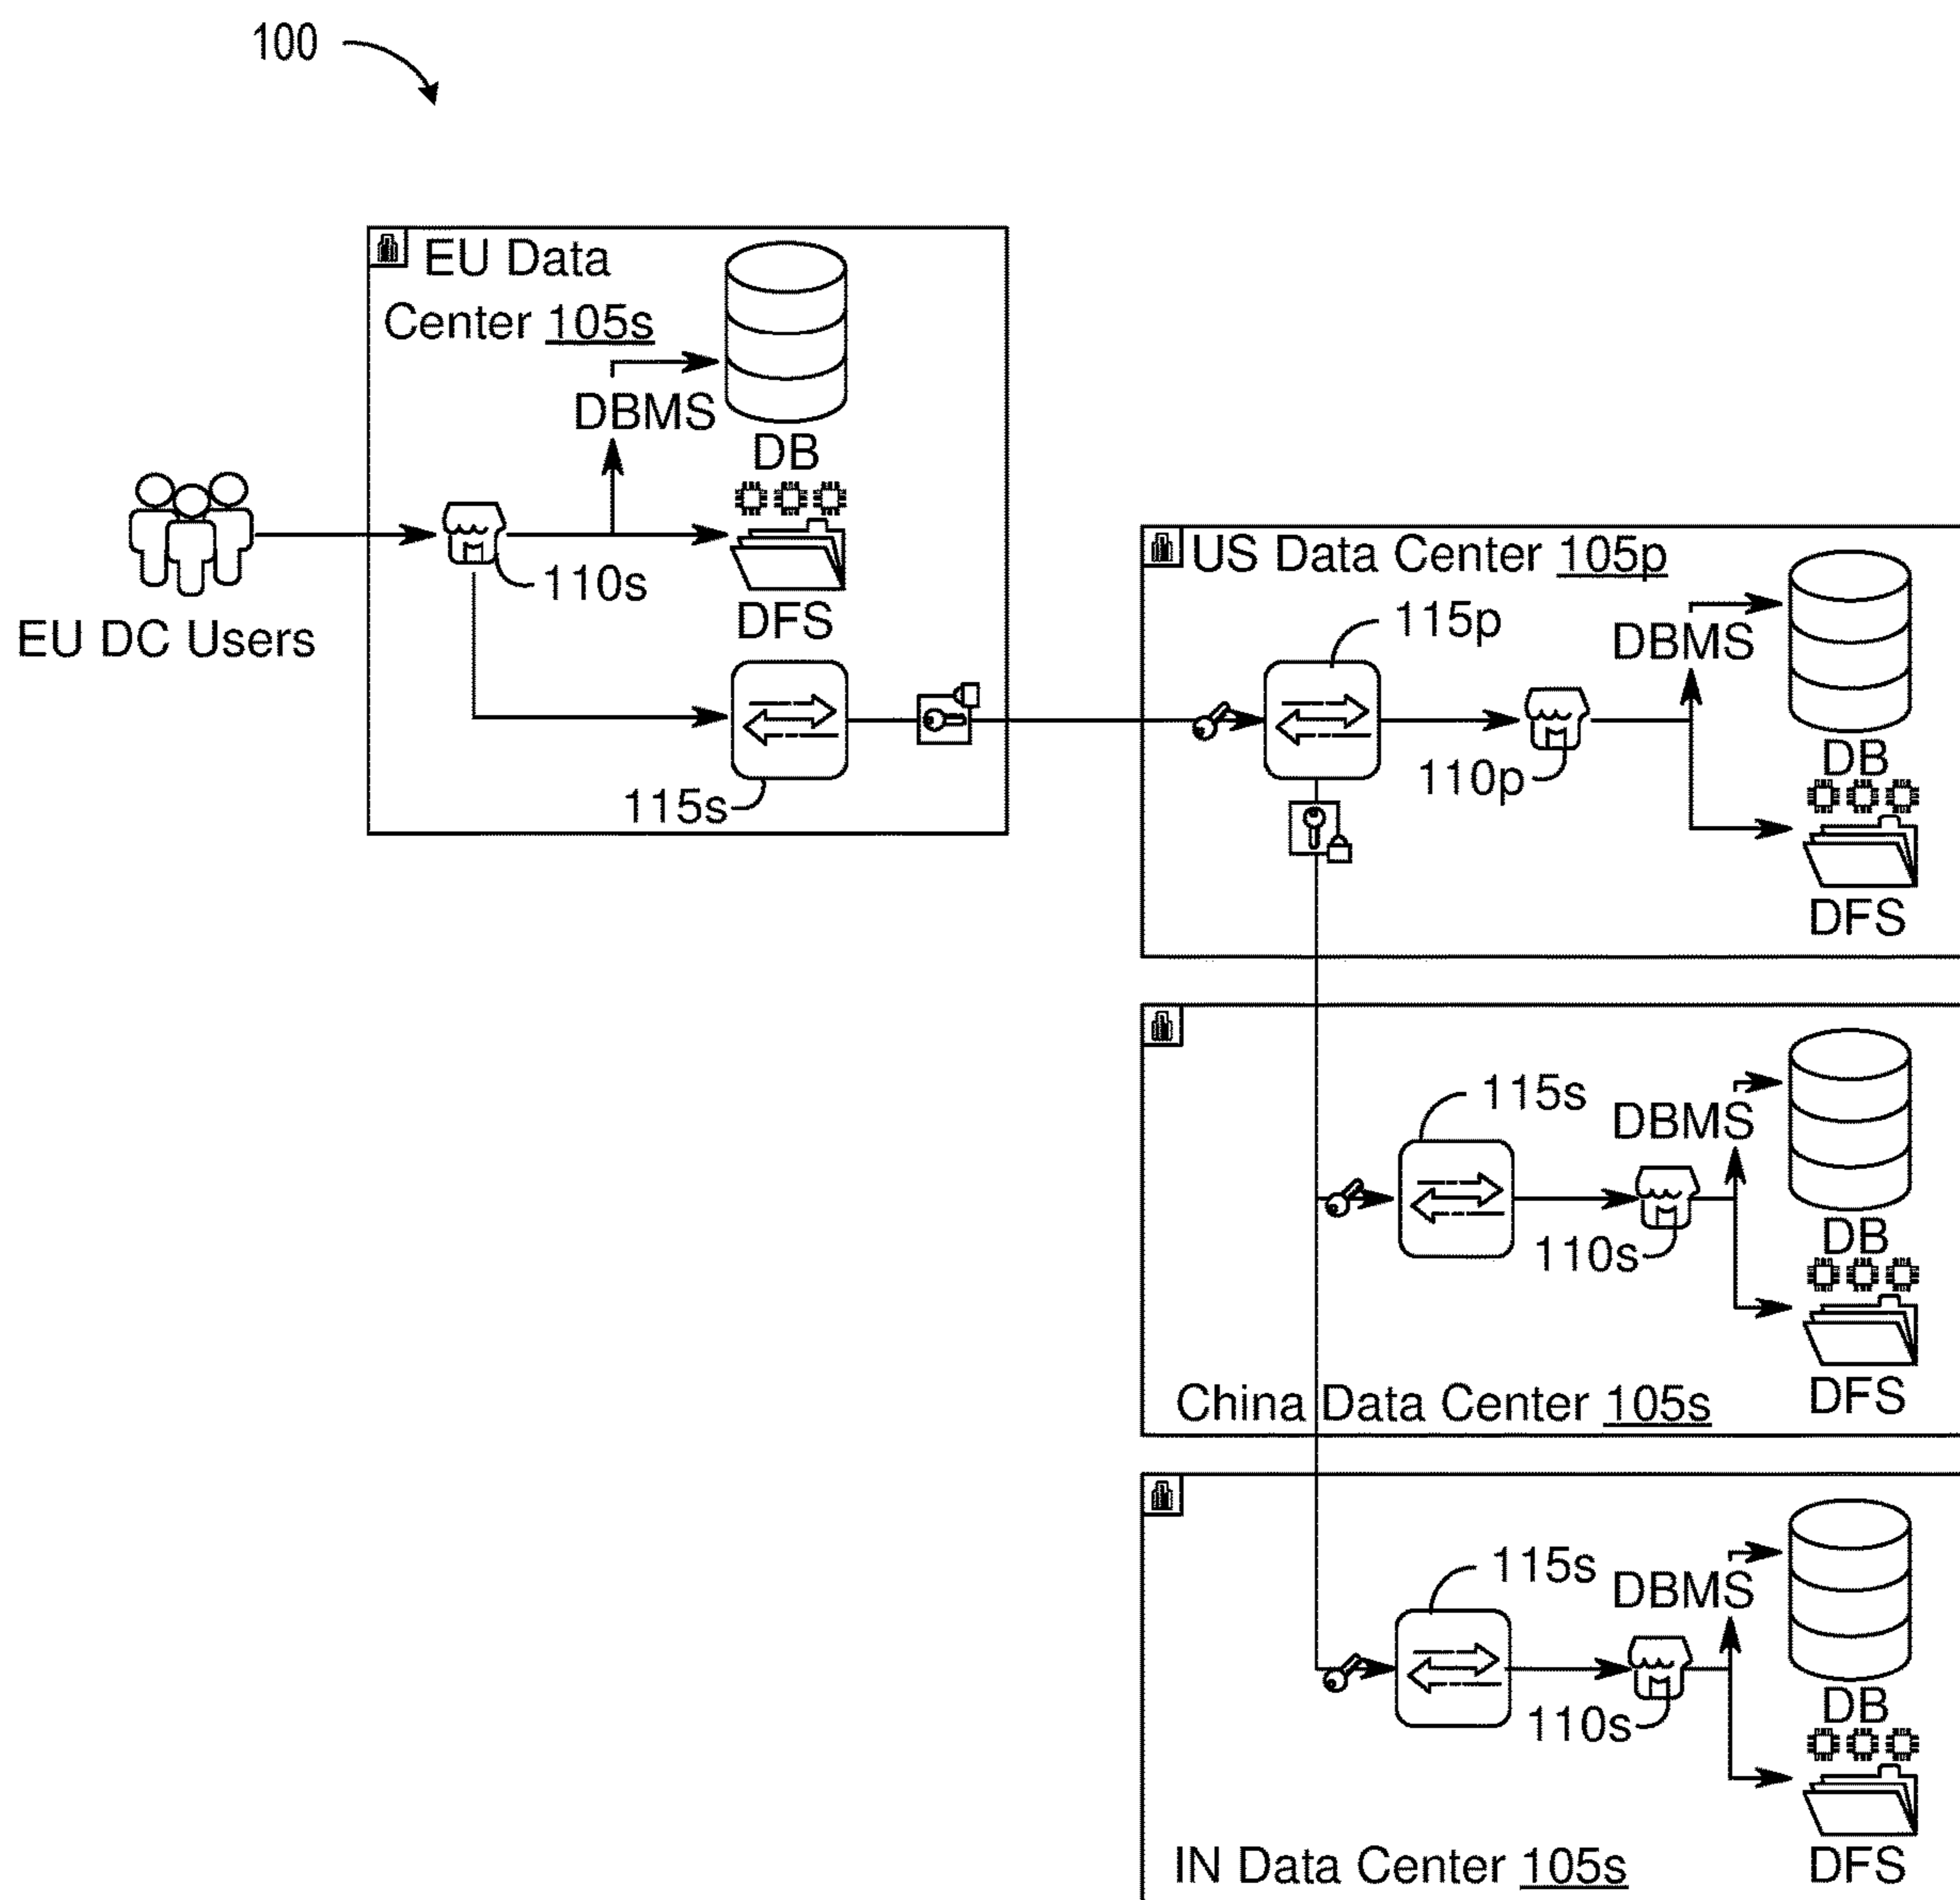 100
EU Data
Center 105s
DBMS
DB
110s
DFS
EU DC Users
115s
US Data Center 105p
115p
DBMS
110p
DB
DFS
115s
DBMS
110s
DB
China Data Center 105s
DFS
115s
DBMS
110s
DB
IN Data Center 105s
DFS